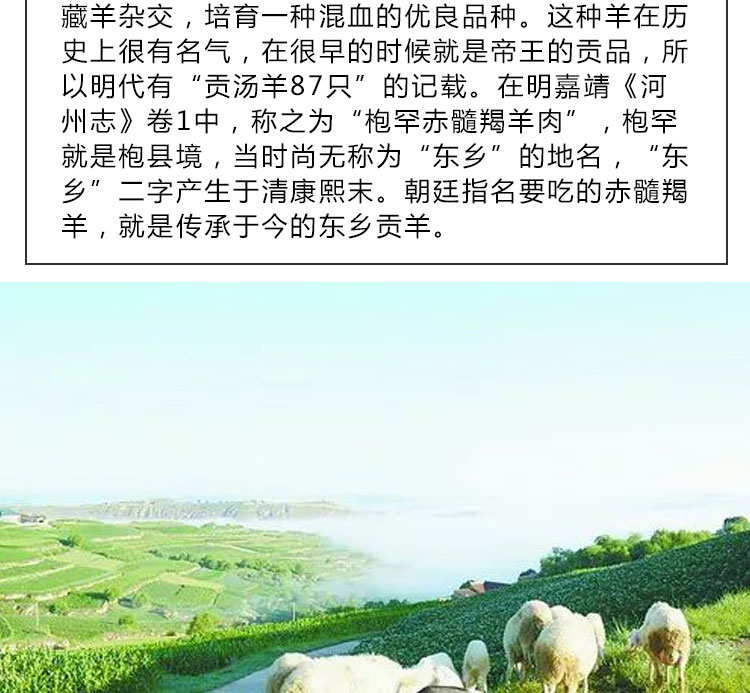 藏羊杂交，培育一种混血的优良品种。这种羊在历
史上很有名气，在很早的时候就是帝王的贡品，所
以明代有“贡汤羊87只”的记载。在明嘉靖《河
州志》卷1中，称之为“枹罕赤髓羯羊肉”，枹罕
就是枹县境，当时尚无称为“东乡”的地名，“东
乡”二字产生于清康熙末。朝廷指名要吃的赤髓羯
羊，就是传承于今的东乡贡羊。